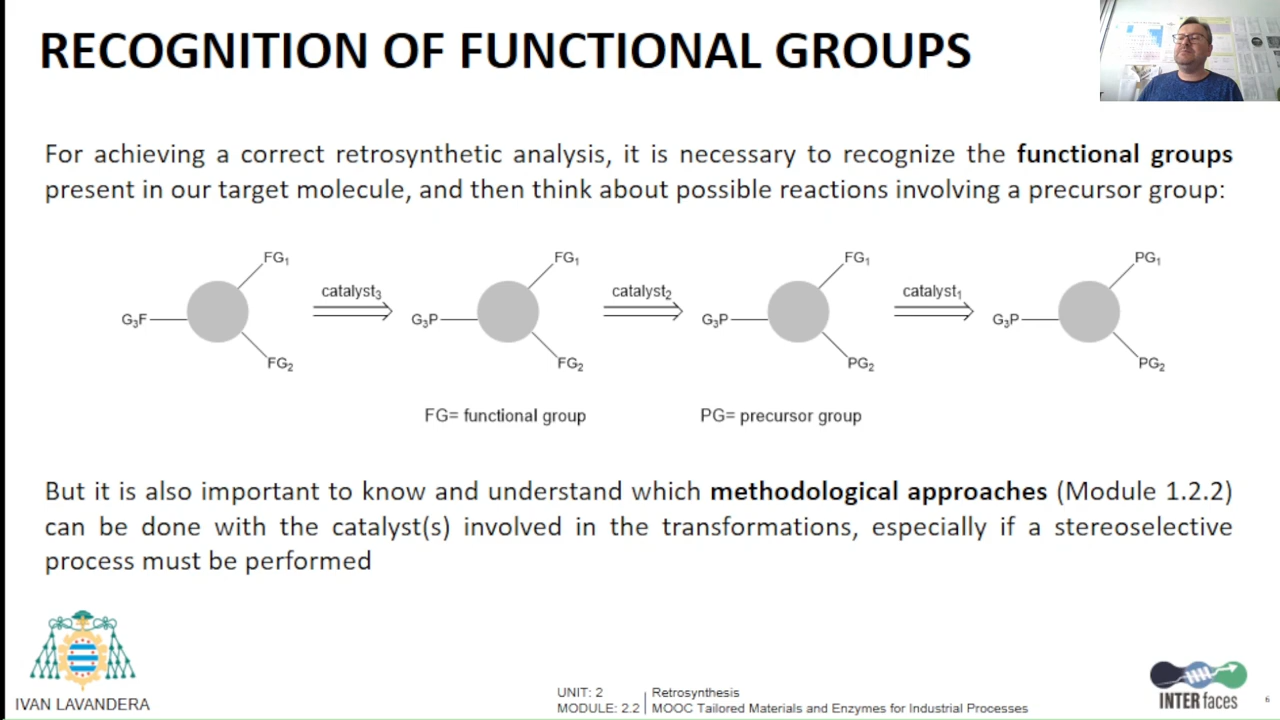 RECOGNITION OF FUNCTIONAL GROUPS
For achieving a correct retrosynthetic analysis, it is necessary to recognize the functional groups
present in our target molecule, and then think about possible reactions involving a precursor group:
FG₁ FG₁ FG₁ PG₁
catalyst₃ catalyst₂ catalyst₁
G₃F G₃P G₃P G₃P
FG₂ FG₂ PG₂ PG₂
FG= functional group PG= precursor group
But it is also important to know and understand which methodological approaches (Module 1.2.2)
can be done with the catalyst(s) involved in the transformations, especially if a stereoselective
process must be performed
IVAN LAVANDERA
UNIT: 2 Retrosynthesis
MODULE: 2.2 MOOC Tailored Materials and Enzymes for Industrial Processes
INTERfaces
6